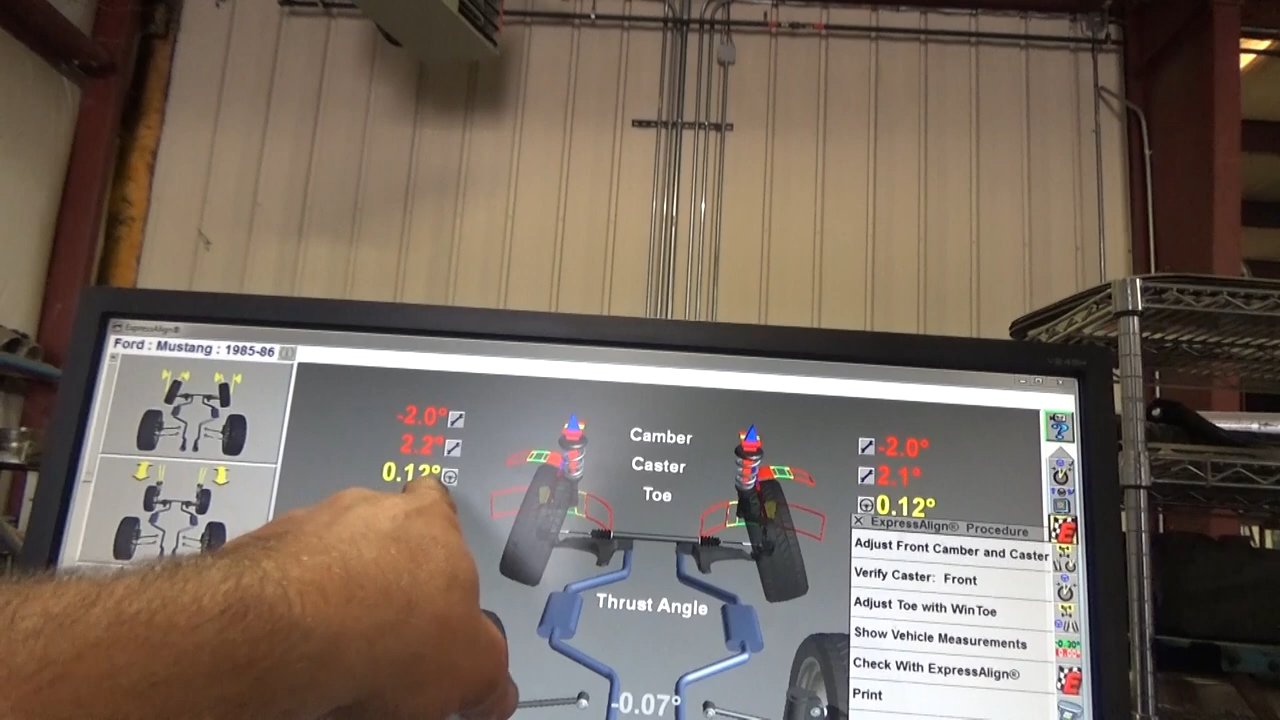 ExpressAlign®
Ford : Mustang : 1985-86
-2.0° Camber -2.0°
2.2° Caster 2.1°
0.12° Toe 0.12°
ExpressAlign® Procedure
Adjust Front Camber and Caster
Verify Caster: Front
Adjust Toe with WinToe
Show Vehicle Measurements
Check With ExpressAlign®
Print
Thrust Angle
-0.07°